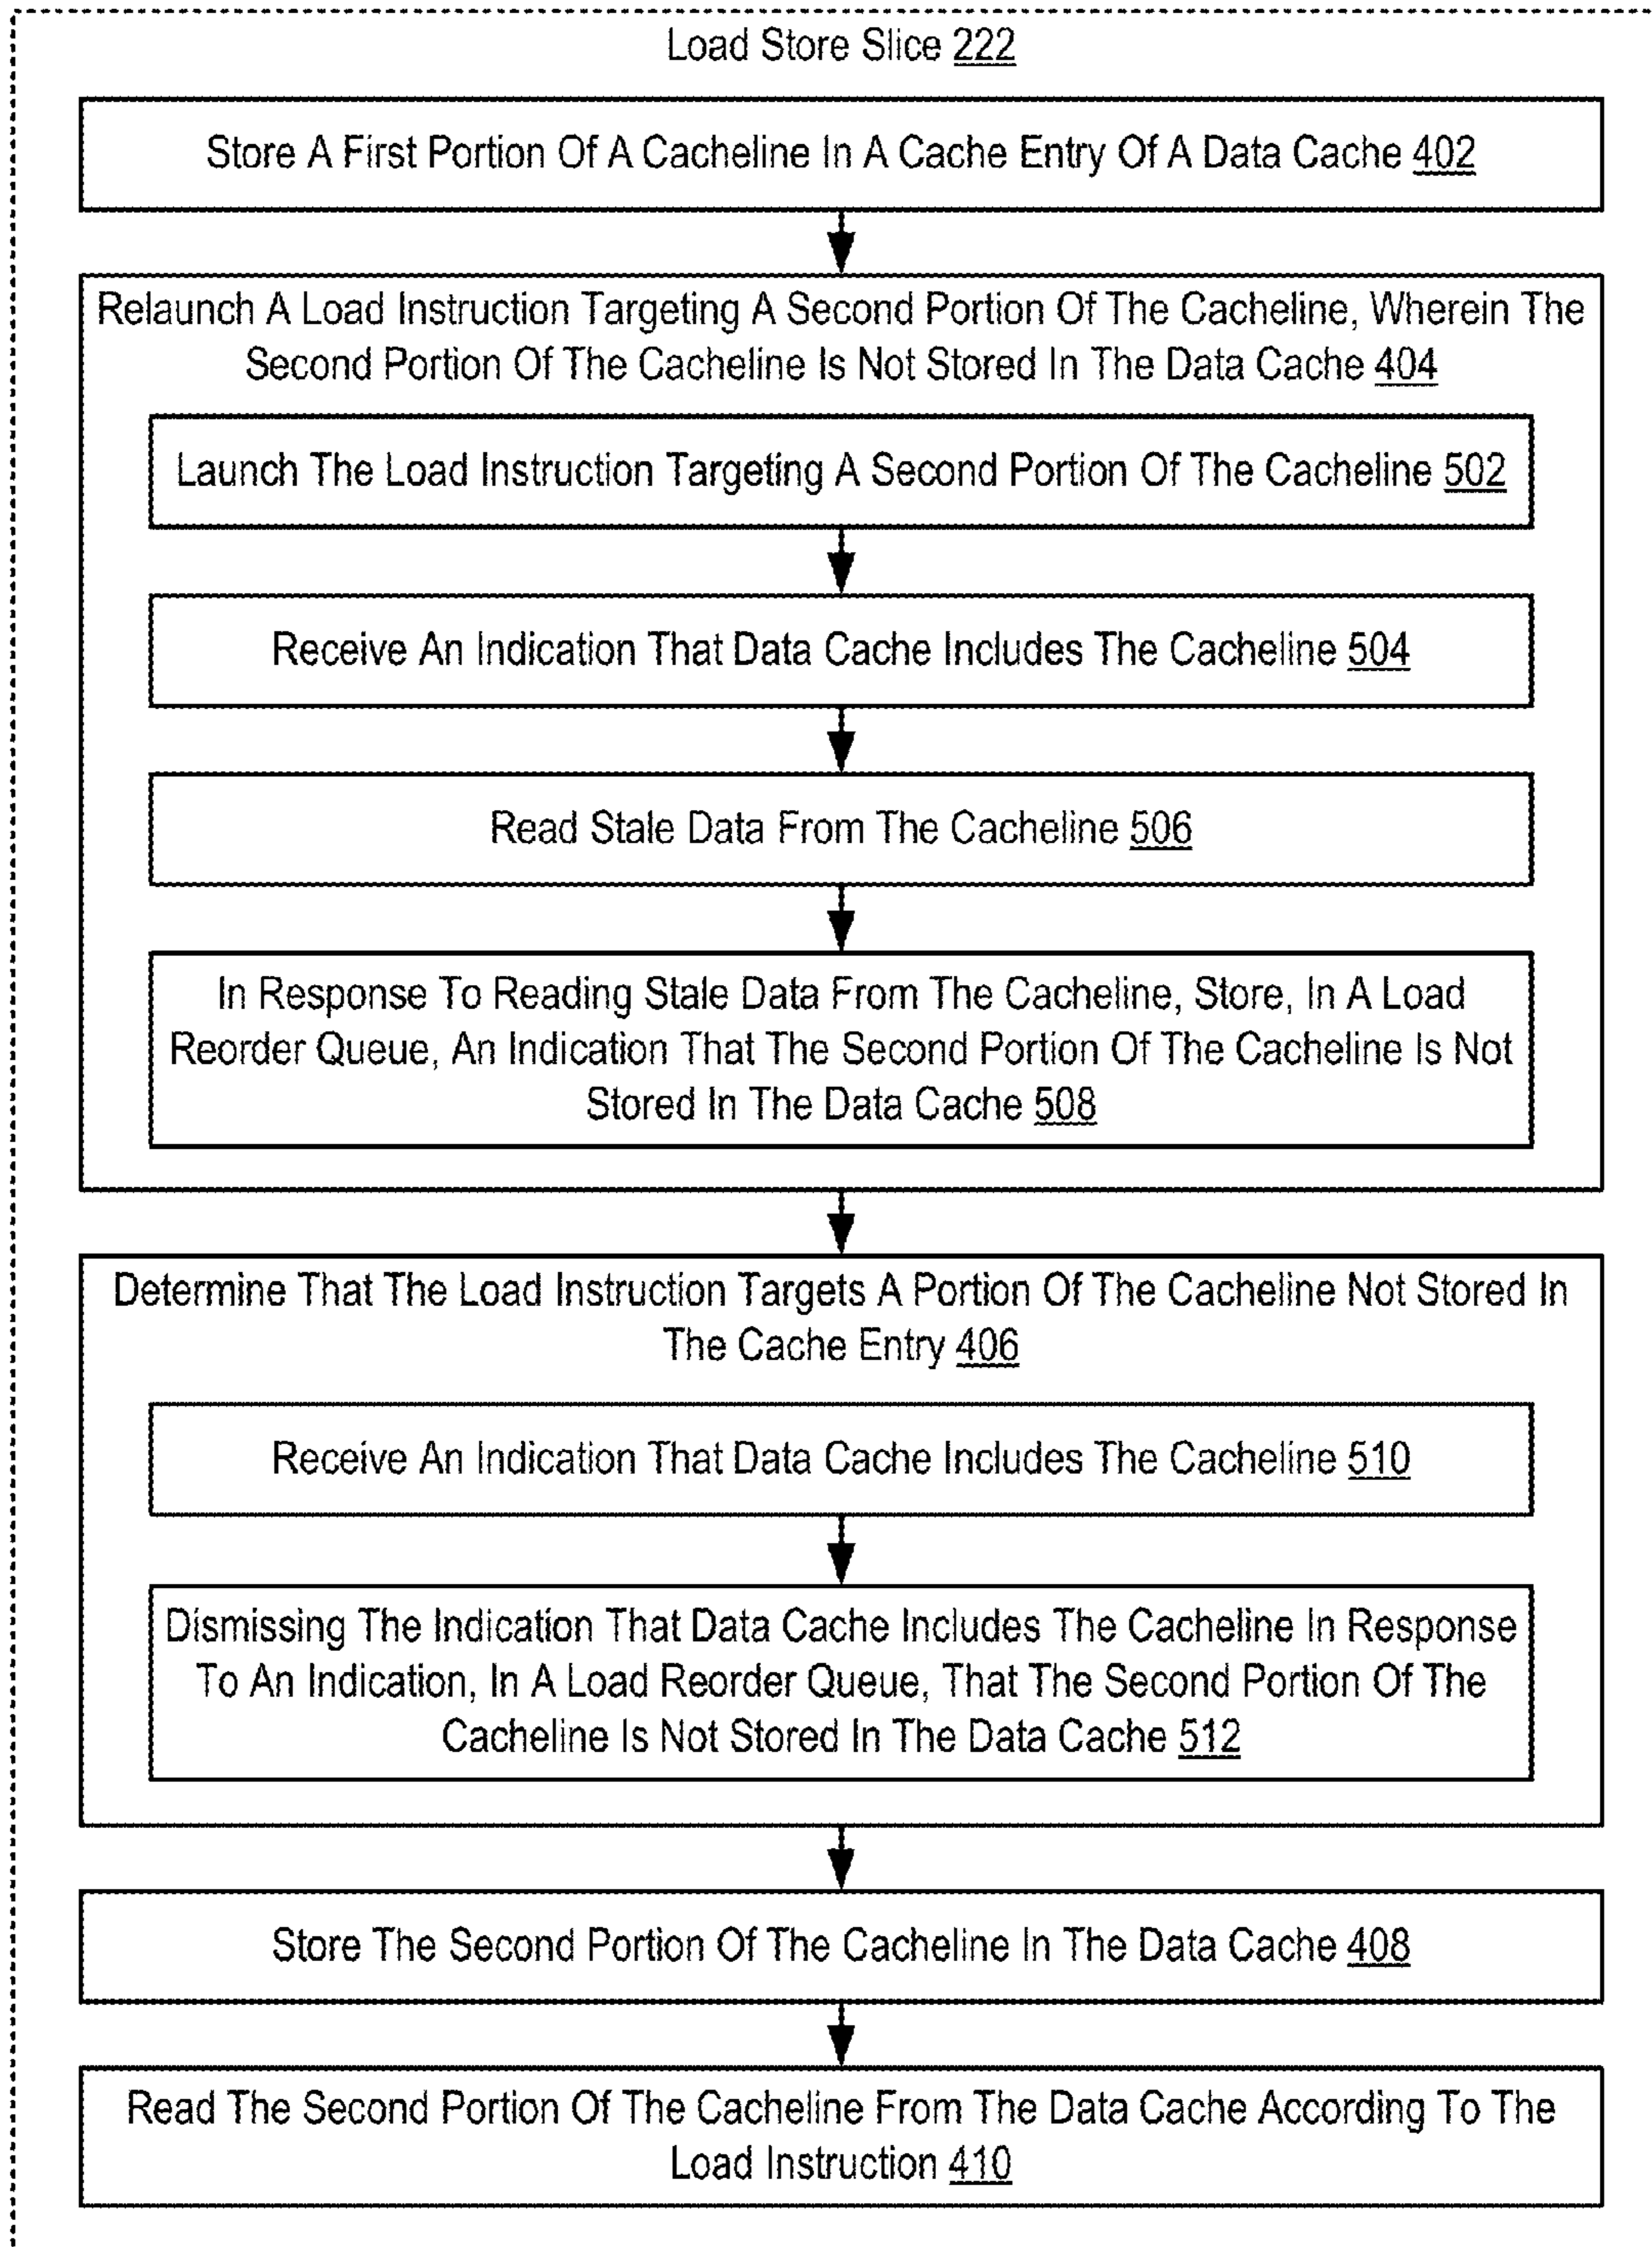 Load Store Slice 222
Store A First Portion Of A Cacheline In A Cache Entry Of A Data Cache 402
Relaunch A Load Instruction Targeting A Second Portion Of The Cacheline, Wherein The
Second Portion Of The Cacheline Is Not Stored In The Data Cache 404
Launch The Load Instruction Targeting A Second Portion Of The Cacheline 502
Receive An Indication That Data Cache Includes The Cacheline 504
Read Stale Data From The Cacheline 506
In Response To Reading Stale Data From The Cacheline, Store, In A Load
Reorder Queue, An Indication That The Second Portion Of The Cacheline Is Not
Stored In The Data Cache 508
Determine That The Load Instruction Targets A Portion Of The Cacheline Not Stored In
The Cache Entry 406
Receive An Indication That Data Cache Includes The Cacheline 510
Dismissing The Indication That Data Cache Includes The Cacheline In Response
To An Indication, In A Load Reorder Queue, That The Second Portion Of The
Cacheline Is Not Stored In The Data Cache 512
Store The Second Portion Of The Cacheline In The Data Cache 408
Read The Second Portion Of The Cacheline From The Data Cache According To The
Load Instruction 410